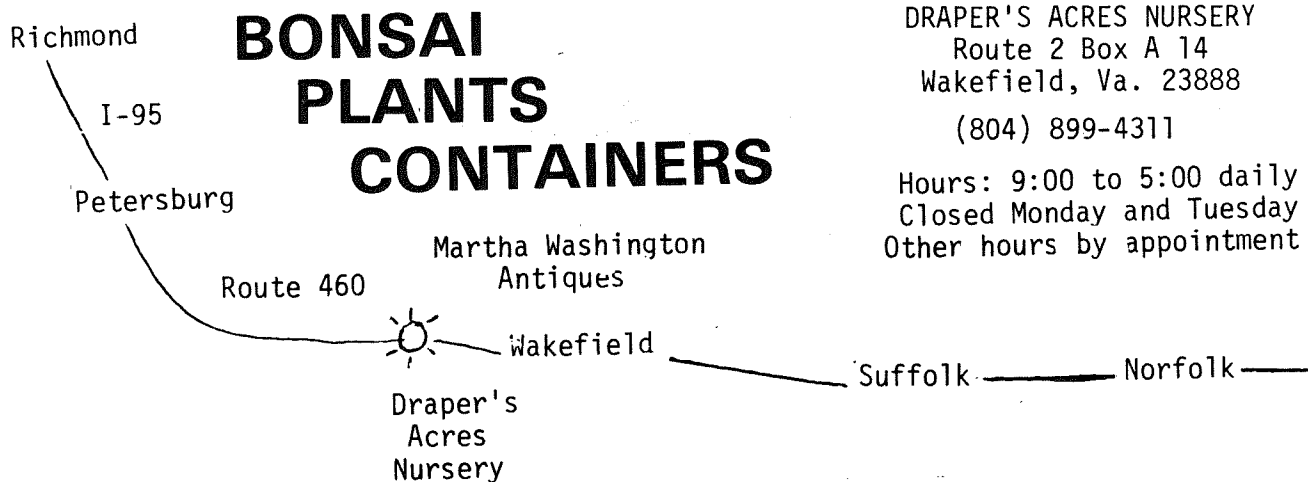 Richmond
I-95
Petersburg
Route 460
BONSAI
PLANTS
CONTAINERS
Martha Washington
Antiques
DRAPER'S ACRES NURSERY
Route 2 Box A 14
Wakefield, Va. 23888
(804) 899-4311
Hours: 9:00 to 5:00 daily
Closed Monday and Tuesday
Other hours by appointment
Wakefield
Suffolk
Norfolk
Draper's
Acres
Nursery